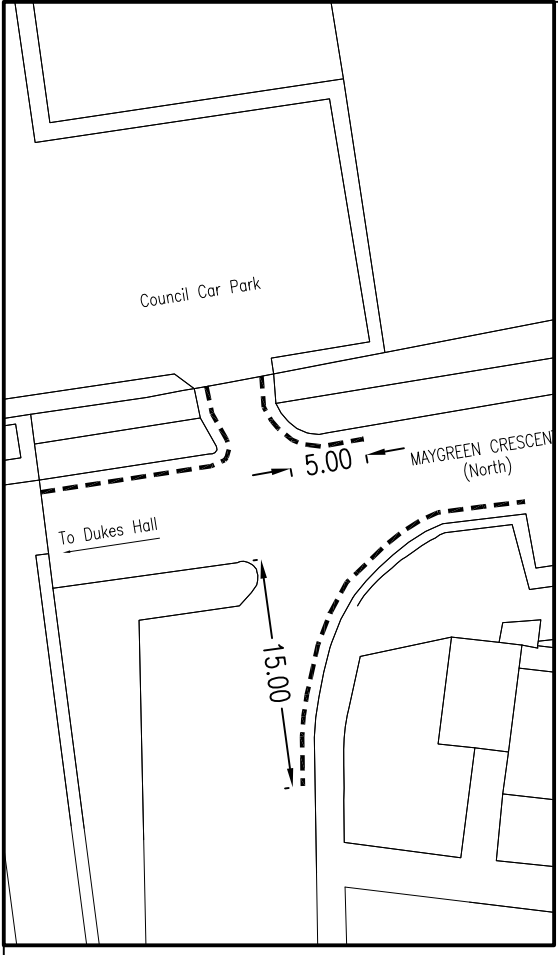 Council Car Park
5.00
MAYGREEN CRESCEN
(North)
To Dukes Hall
15.00